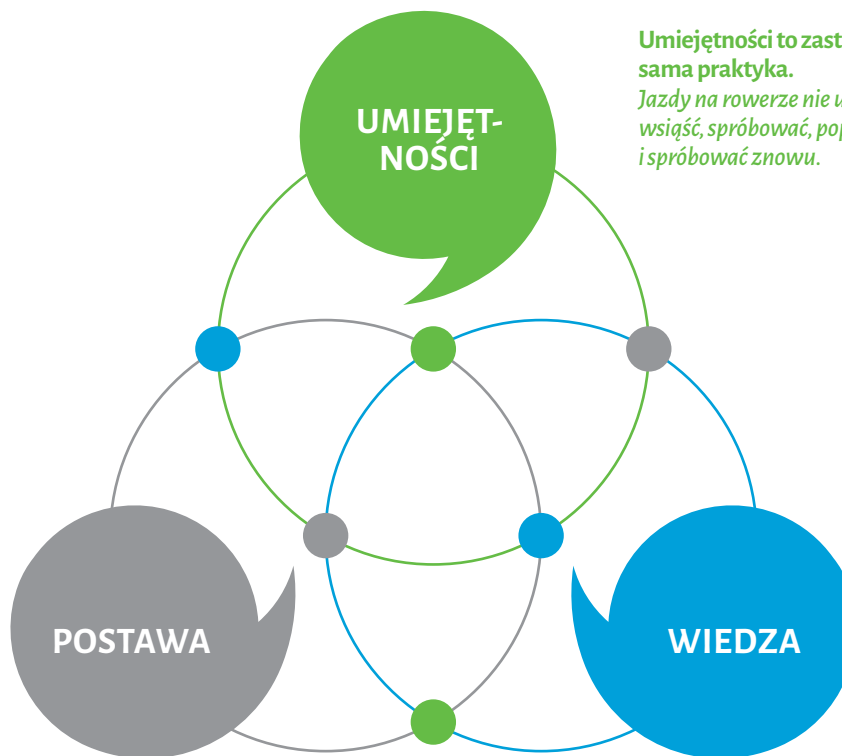 UMIEJĘT-
NOŚCI
Umiejętności to
sama praktyka.
Jazdy na rowerze nie
wsiąść, spróbować,
i spróbować znowu.
POSTAWA
WIEDZA